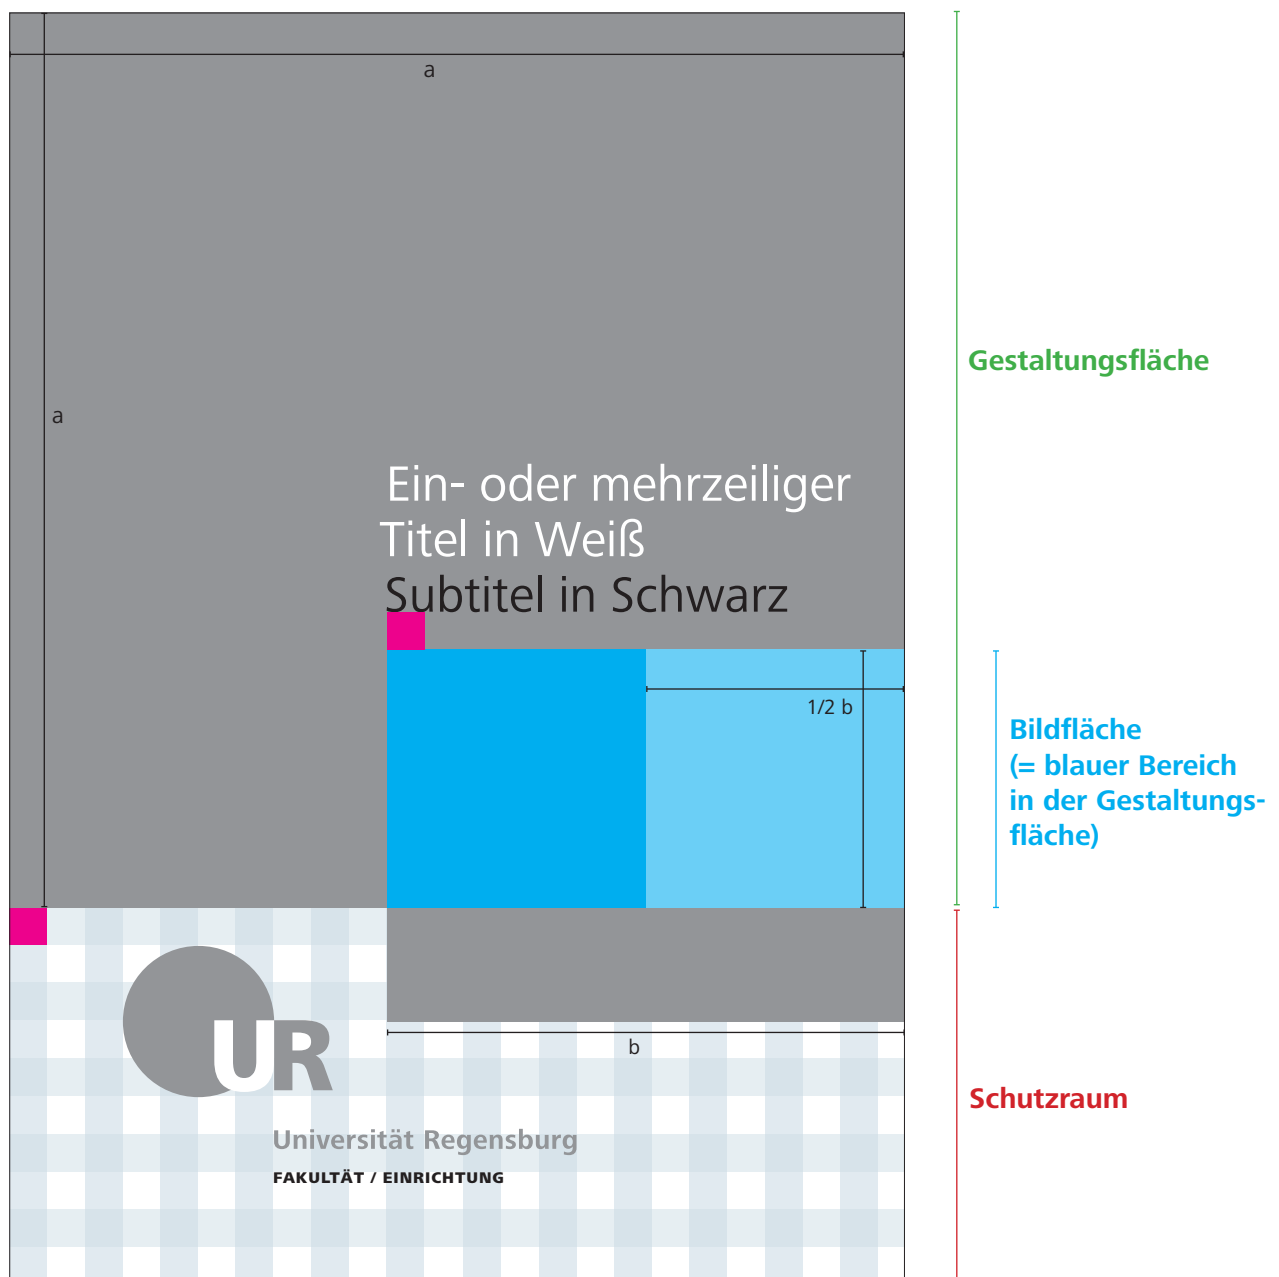 a
a
Gestaltungsfläche
Ein- oder mehrzeiliger
Titel in Weiß
Subtitel in Schwarz
1/2 b
Bildfläche
(= blauer Bereich
in der Gestaltungs-
fläche)
UR
b
Schutzraum
Universität Regensburg
FAKULTÄT / EINRICHTUNG